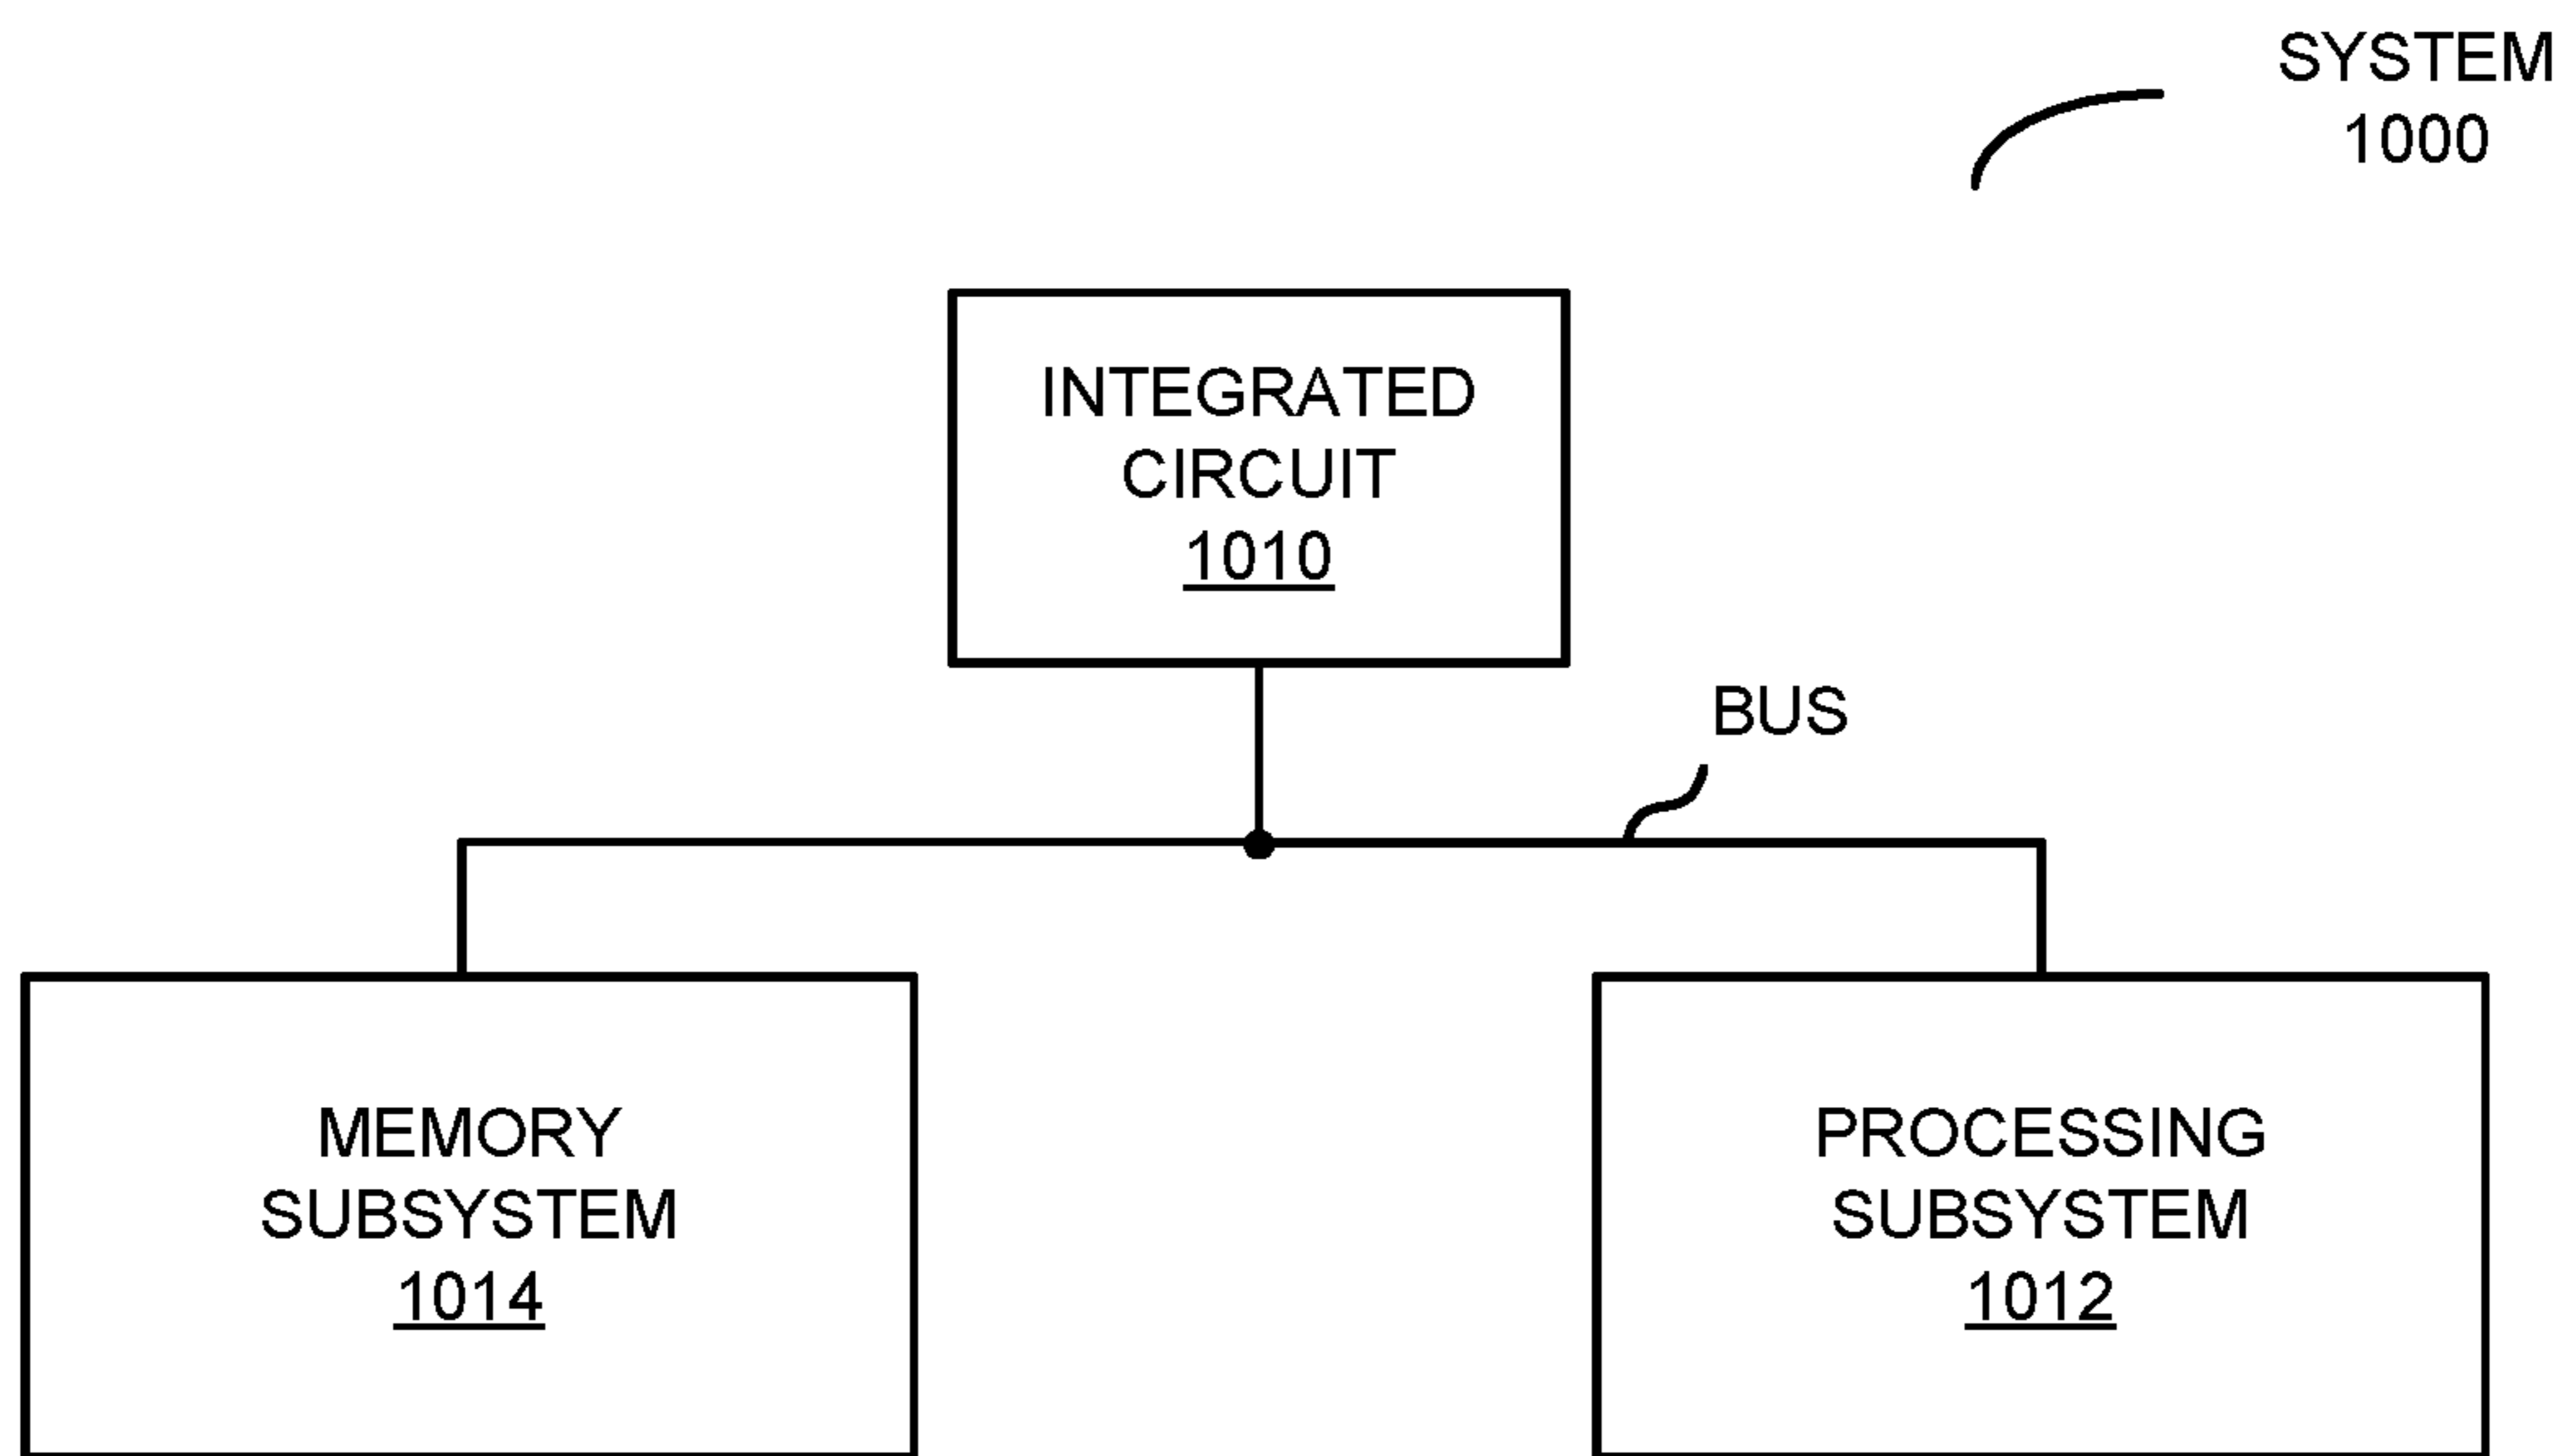 SYSTEM
1000
INTEGRATED
CIRCUIT
1010
BUS
MEMORY
SUBSYSTEM
1014
PROCESSING
SUBSYSTEM
1012